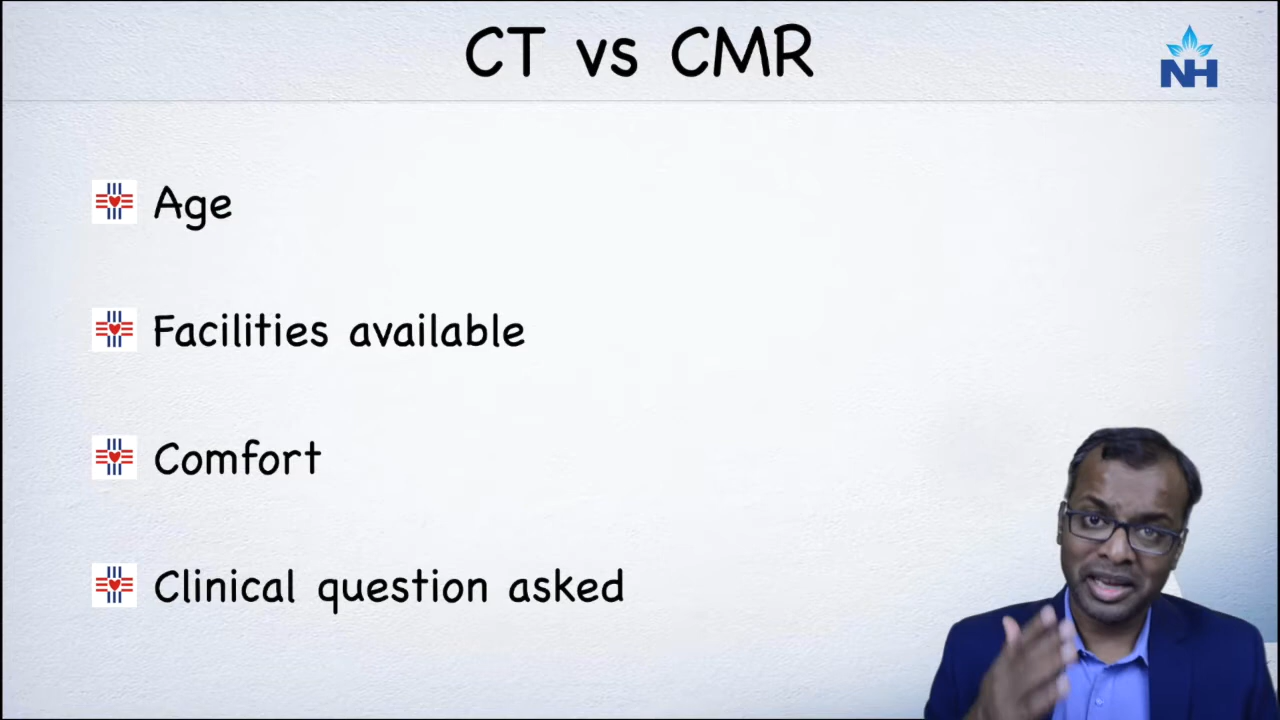 CT vs CMR
NH
Age
Facilities available
Comfort
Clinical question asked